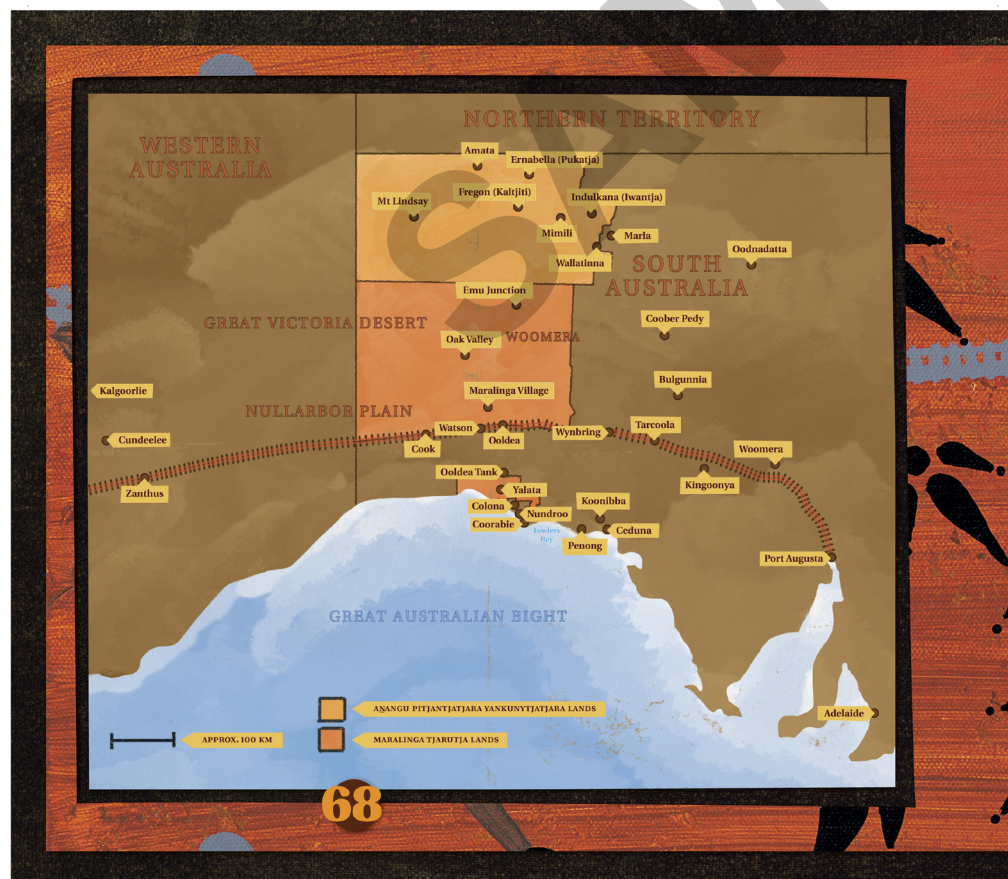 NORTHERN TERRITORY
WESTERN
AUSTRALIA
Amata
Ernabella (Pukatja)
Fregon (Kaltjiti)
Indulkana (Iwantja)
Mt Lindsay
Mimili
Marla
Oodnadatta
Wallatinna
SOUTH
AUSTRALIA
Emu Junction
GREAT VICTORIA DESERT
Coober Pedy
WOOMERA
Oak Valley
Bulgunnia
Kalgoorlie
Maralinga Village
NULLARBOR PLAIN
Cundeelee
Watson
Ooldea
Wynbring
Tarcoola
Cook
Woomera
Ooldea Tank
Kingoonya
Zanthus
Yalata
Colona
Koonibba
Nundroo
Coorabie
Fowlers
Bay
Ceduna
Penong
Port Augusta
GREAT AUSTRALIAN BIGHT
AṈANGU PITJANTJATJARA YANKUNYTJATJARA LANDS
Adelaide
APPROX. 100 KM
MARALINGA TJARUTJA LANDS
68